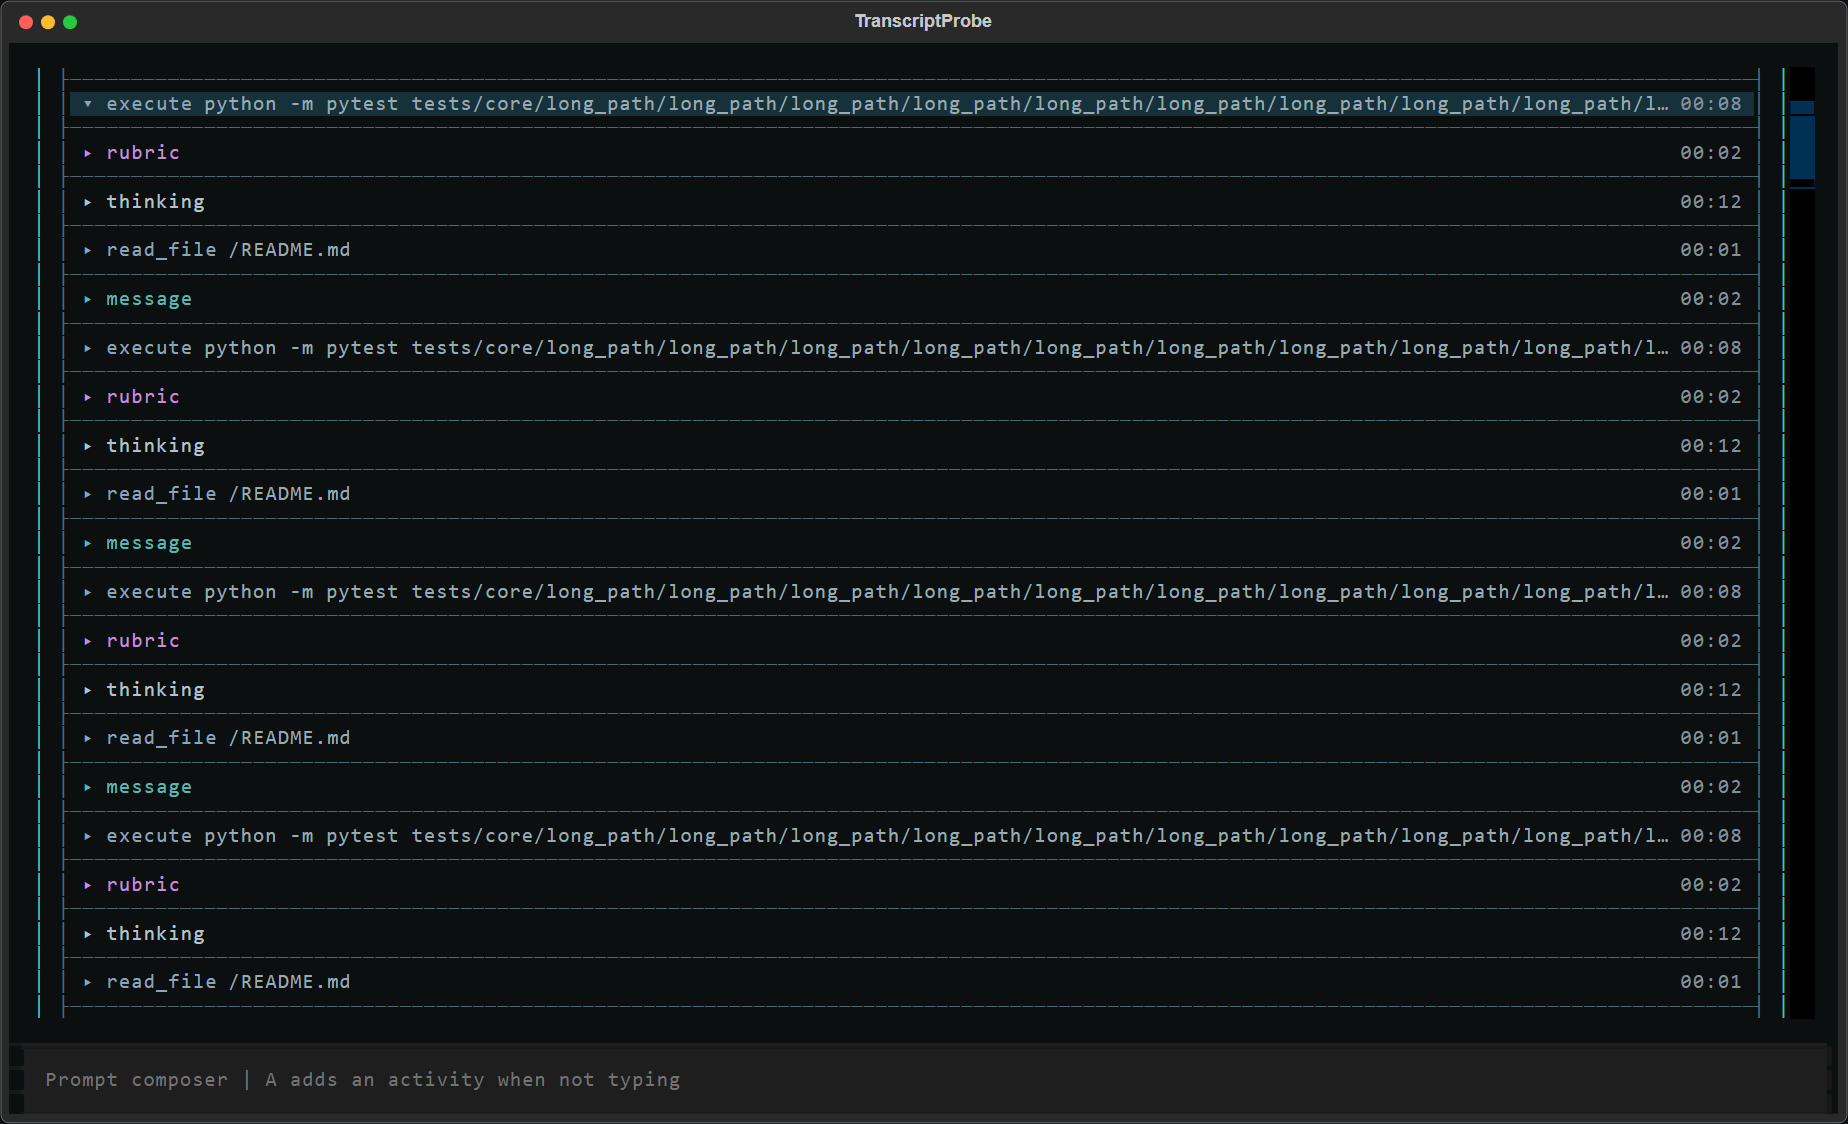 TranscriptProbe
▾ execute python -m pytest tests/core/long_path/long_path/long_path/long_path/long_path/long_path/long_path/long_path/long_path/l… 00:08
▸ rubric 00:02
▸ thinking 00:12
▸ read_file /README.md 00:01
▸ message 00:02
▸ execute python -m pytest tests/core/long_path/long_path/long_path/long_path/long_path/long_path/long_path/long_path/long_path/l… 00:08
▸ rubric 00:02
▸ thinking 00:12
▸ read_file /README.md 00:01
▸ message 00:02
▸ execute python -m pytest tests/core/long_path/long_path/long_path/long_path/long_path/long_path/long_path/long_path/long_path/l… 00:08
▸ rubric 00:02
▸ thinking 00:12
▸ read_file /README.md 00:01
▸ message 00:02
▸ execute python -m pytest tests/core/long_path/long_path/long_path/long_path/long_path/long_path/long_path/long_path/long_path/l… 00:08
▸ rubric 00:02
▸ thinking 00:12
▸ read_file /README.md 00:01
Prompt composer | A adds an activity when not typing